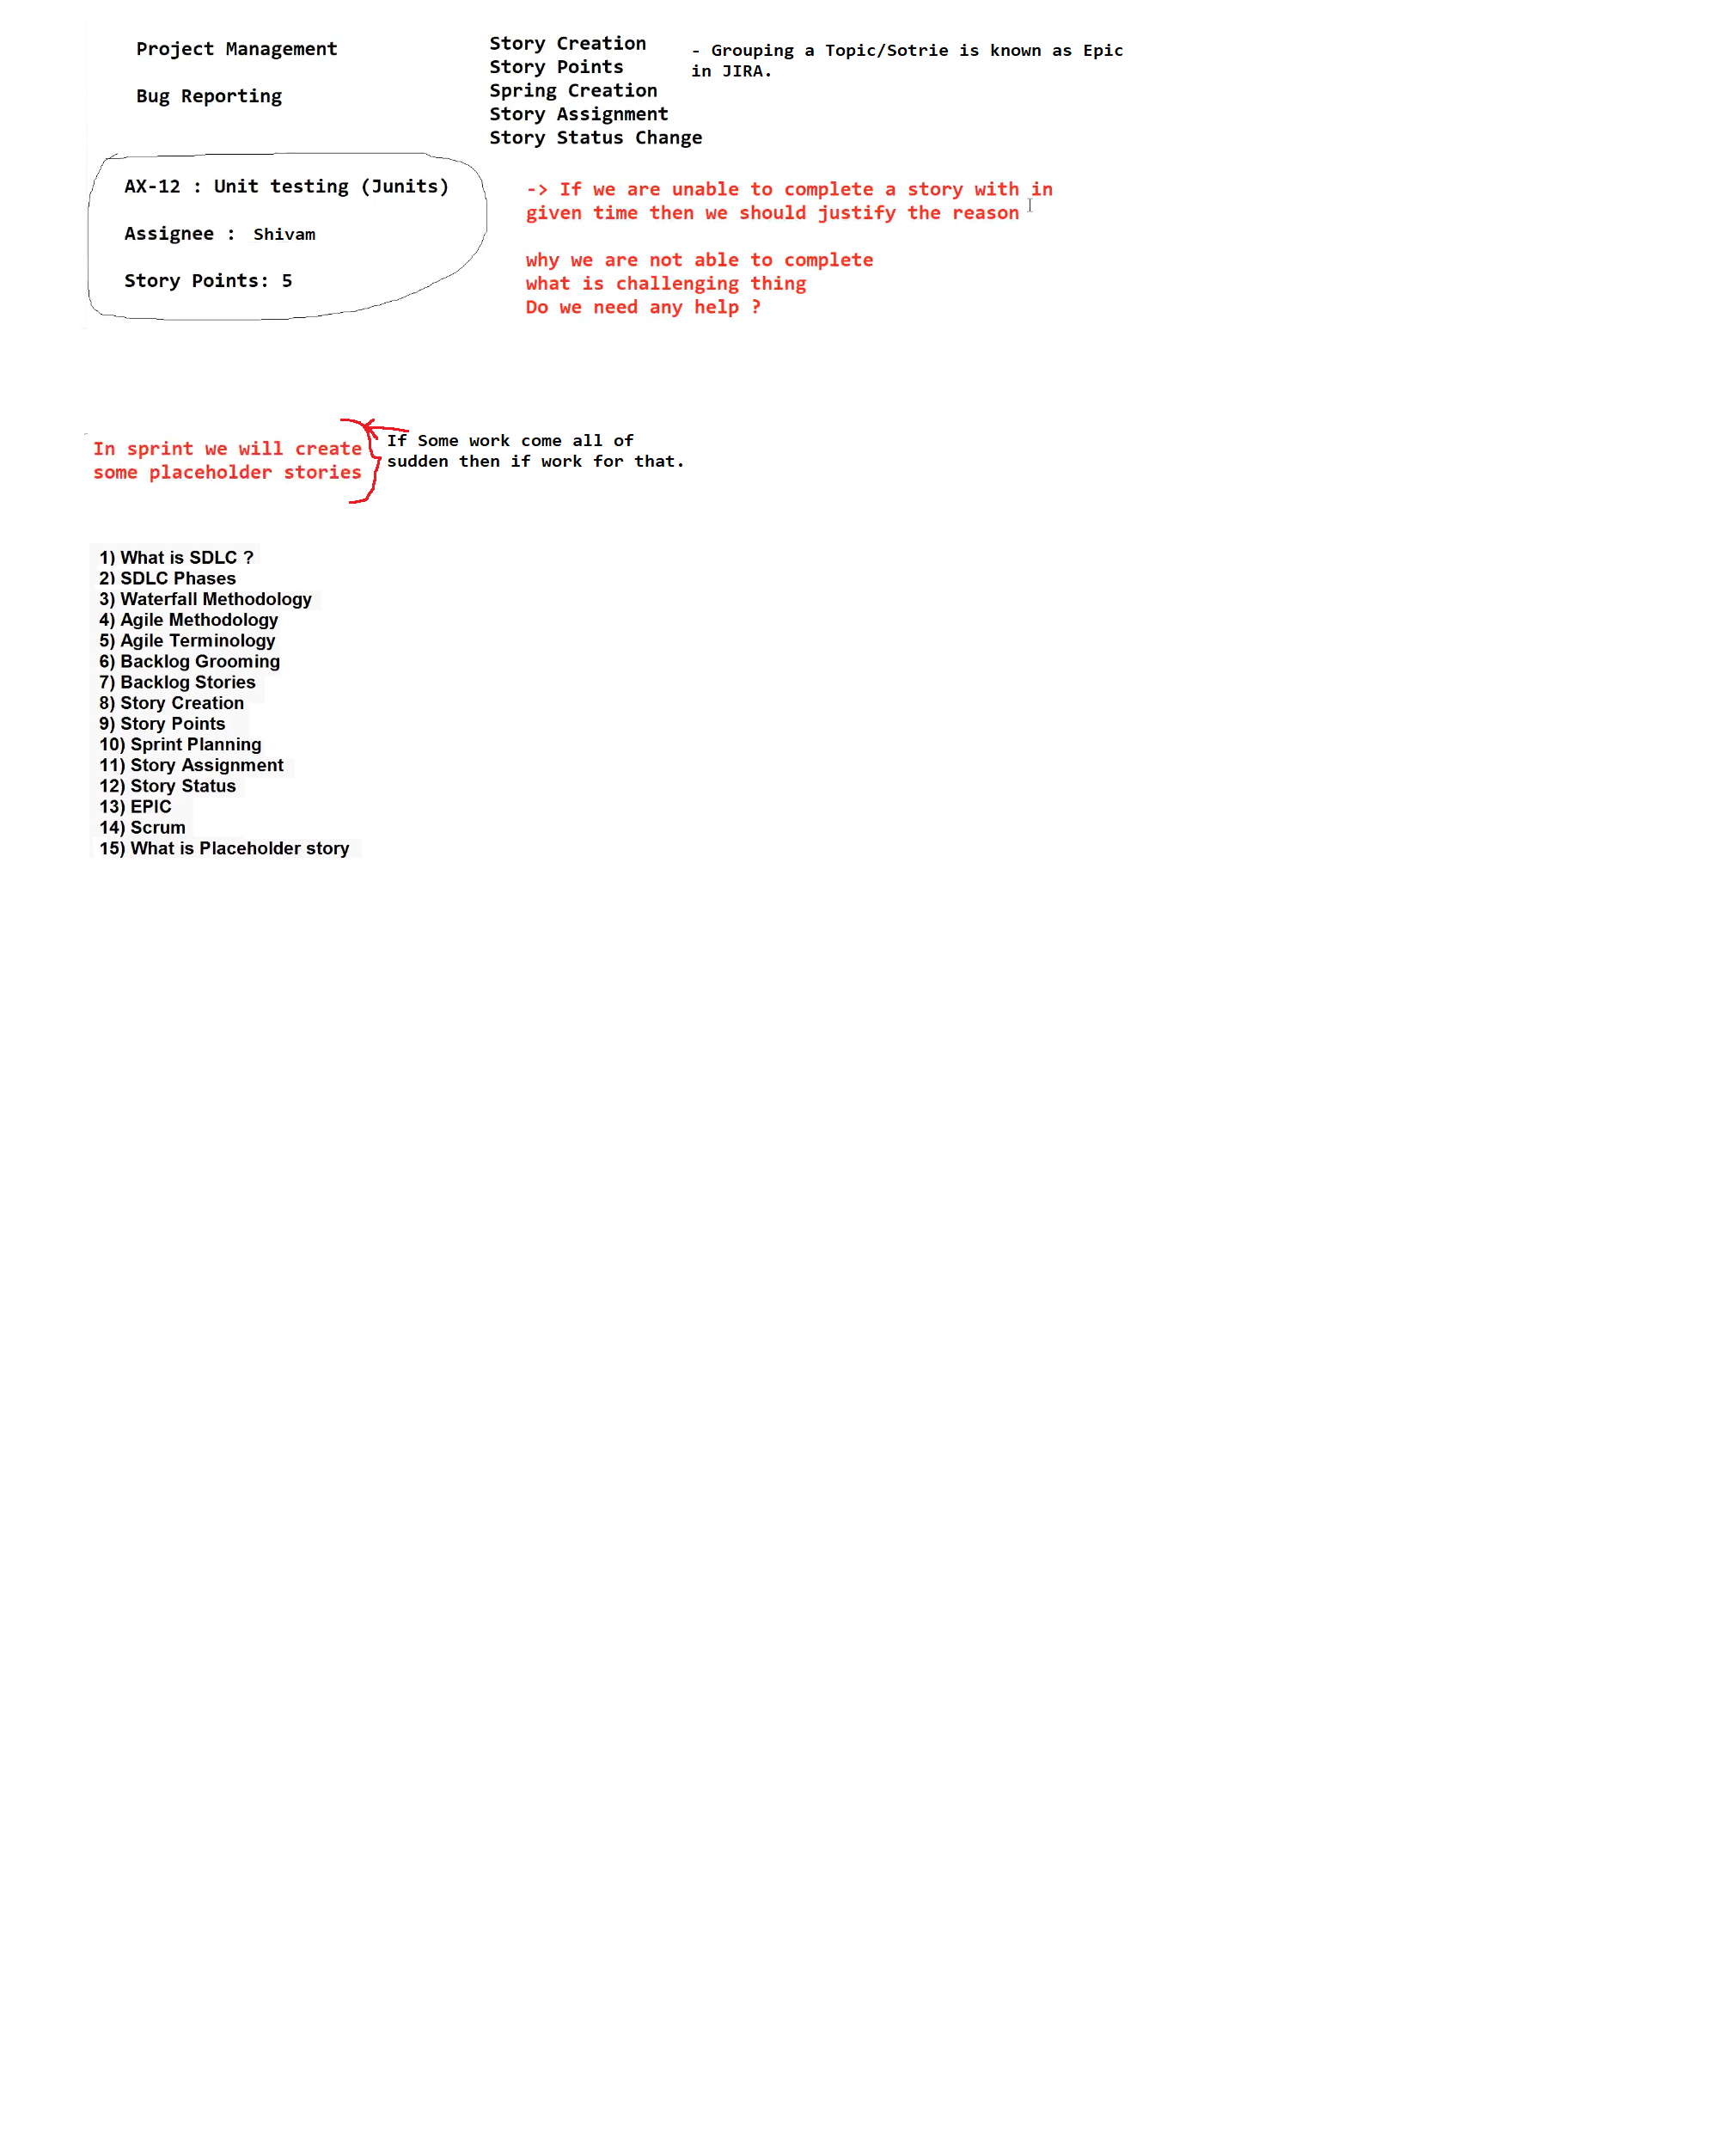 Project Management
Bug Reporting
Story Creation
Story Points
Spring Creation
Story Assignment
Story Status Change
- Grouping a Topic/Sotrie is known as Epic
in JIRA.
AX-12 : Unit testing (Junits)
Assignee : Shivam
Story Points: 5
-> If we are unable to complete a story with in
given time then we should justify the reason
why we are not able to complete
what is challenging thing
Do we need any help ?
In sprint we will create
some placeholder stories
If Some work come all of
sudden then if work for that.
1) What is SDLC ?
2) SDLC Phases
3) Waterfall Methodology
4) Agile Methodology
5) Agile Terminology
6) Backlog Grooming
7) Backlog Stories
8) Story Creation
9) Story Points
10) Sprint Planning
11) Story Assignment
12) Story Status
13) EPIC
14) Scrum
15) What is Placeholder story